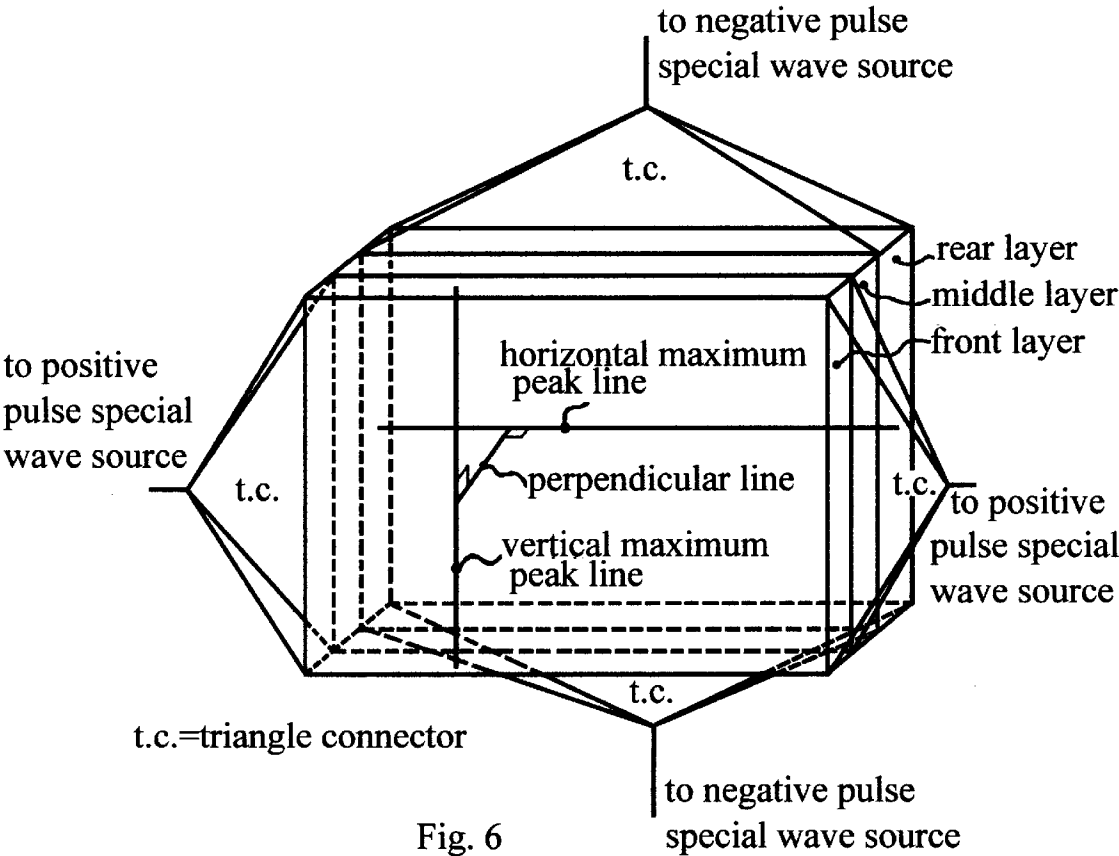 to negative pulse
special wave source
t.c.
rear layer
middle layer
front layer
horizontal maximum
peak line
to positive
pulse special
wave source
t.c.
perpendicular line
t.c.
to positive
pulse special
wave source
vertical maximum
peak line
t.c.
t.c.=triangle connector
to negative pulse
special wave source
Fig. 6